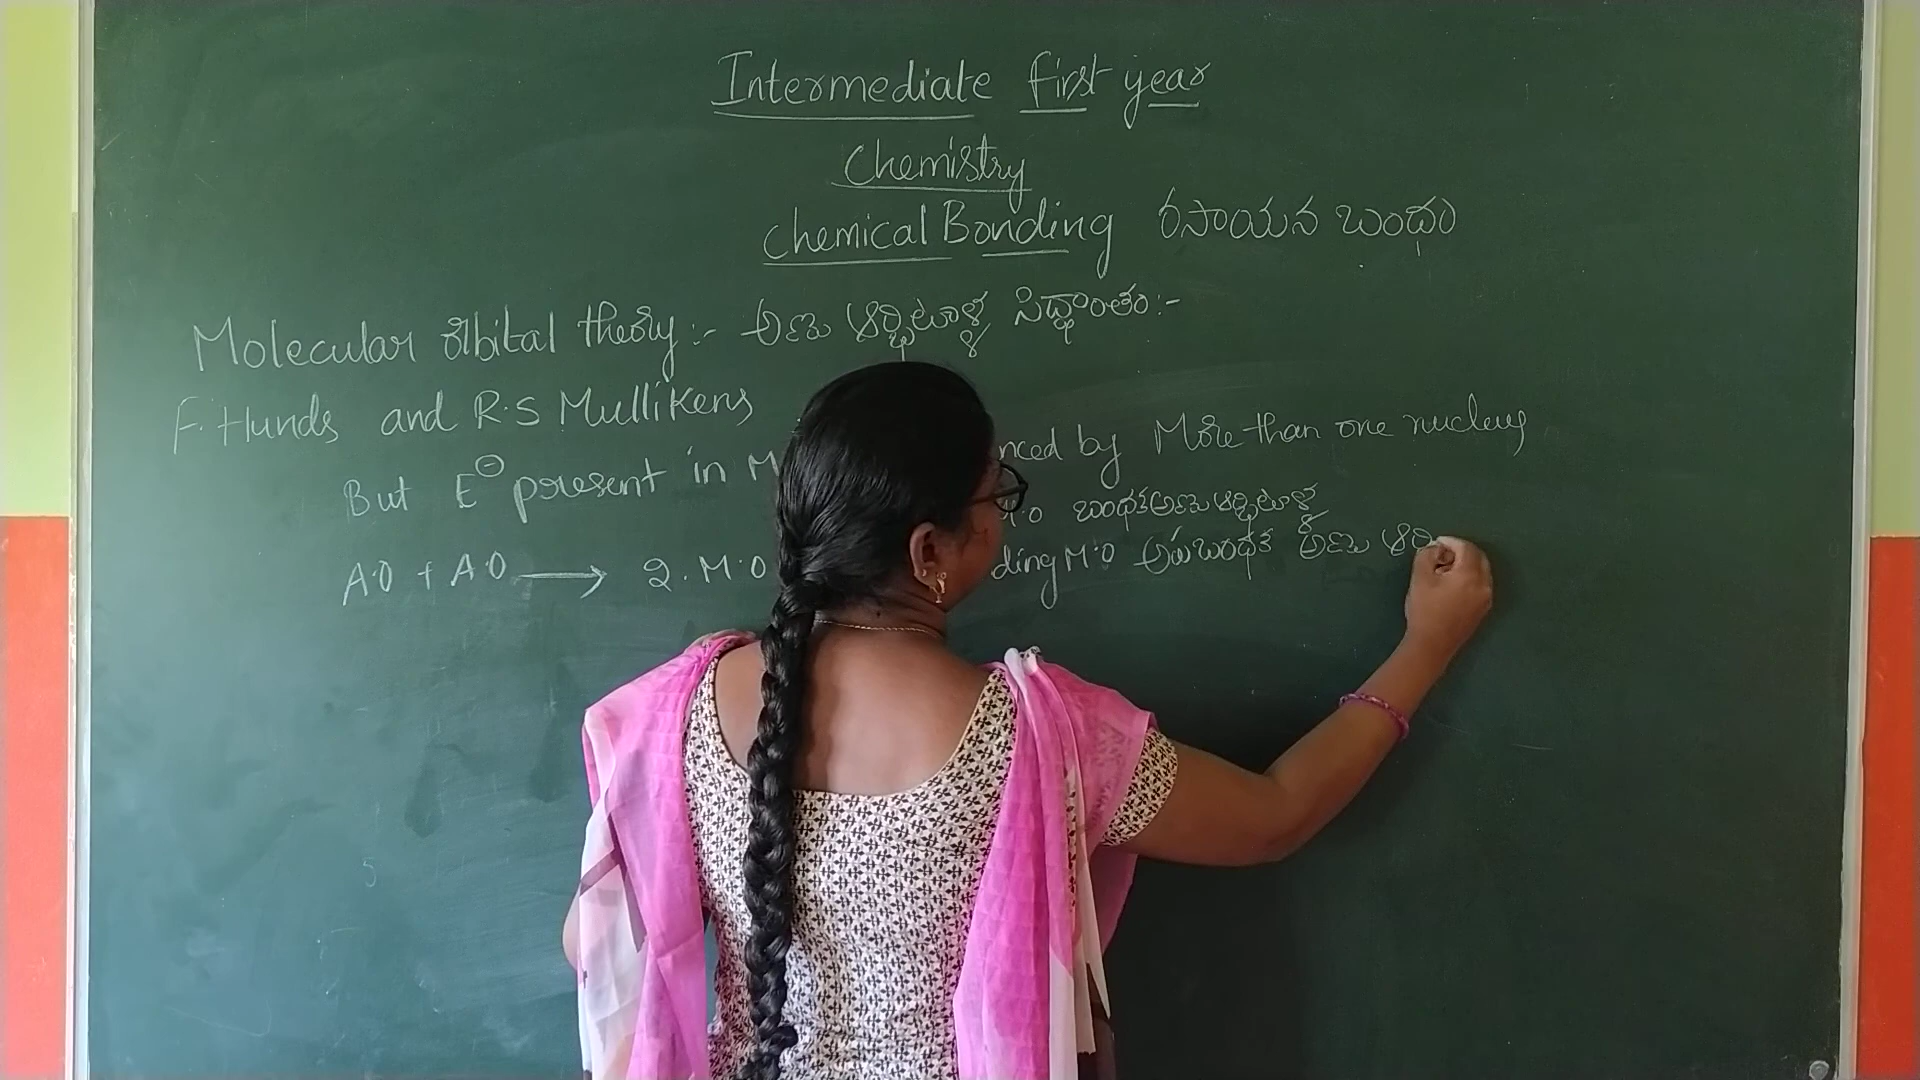 Intermediate first year
Chemistry
Chemical Bonding రసాయన బంధం
Molecular orbital theory:- అణు ఆర్బిటాళ్ళ సిద్ధాంతం:-
F. Hunds and R.S Mullikens
But E⊖ present in M nced by More than one nucleus
M.O బంధక అణు ఆర్బిటాళ్ళ
A.O + A.O ⟶ 2. M.O ding M.O అపబంధక అణు ఆర్బి